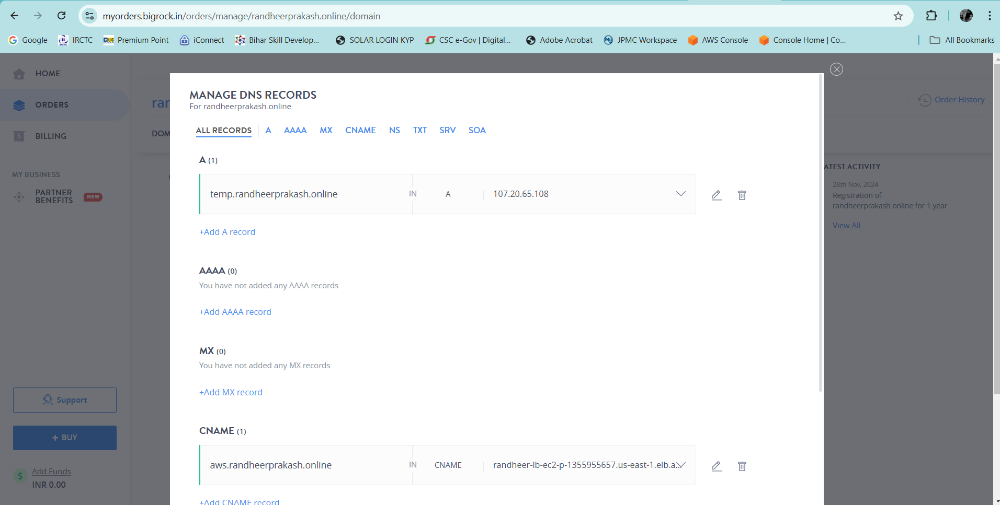 myorders.bigrock.in/orders/manage/randheerprakash.online/domain
Google IRCTC Premium Point iConnect Bihar Skill Develop... SOLAR LOGIN KYP CSC e-Gov | Digital... Adobe Acrobat JPMC Workspace AWS Console Console Home | Co... All Bookmarks
HOME
ORDERS
BILLING
MY BUSINESS
PARTNER
BENEFITS
NEW
Support
+ BUY
Add Funds
INR 0.00
ran
DOM
MANAGE DNS RECORDS
For randheerprakash.online
ALL RECORDS A AAAA MX CNAME NS TXT SRV SOA
A (1)
temp.randheerprakash.online IN A 107.20.65.108
+Add A record
AAAA (0)
You have not added any AAAA records
+Add AAAA record
MX (0)
You have not added any MX records
+Add MX record
CNAME (1)
aws.randheerprakash.online IN CNAME randheer-lb-ec2-p-1355955657.us-east-1.elb.a...
+Add CNAME record
Order History
ATEST ACTIVITY
28th Nov, 2024
Registration of
randheerprakash.online for 1 year
View All